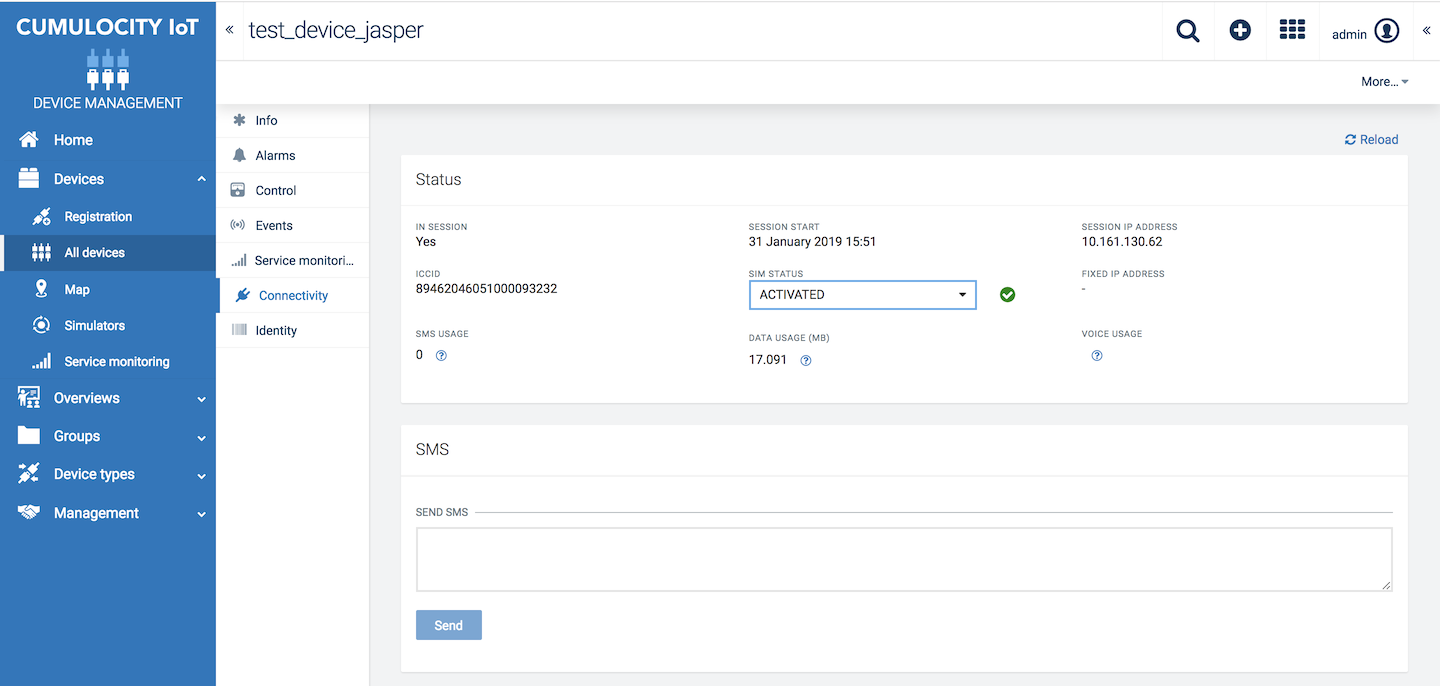 CUMULOCITY IoT
DEVICE MANAGEMENT
Home
Devices
Registration
All devices
Map
Simulators
Service monitoring
Overviews
Groups
Device types
Management
« test_device_jasper
admin
«
More...
Info
Alarms
Control
Events
Service monitori...
Connectivity
Identity
Reload
Status
IN SESSION
Yes
SESSION START
31 January 2019 15:51
SESSION IP ADDRESS
10.161.130.62
ICCID
89462046051000093232
SIM STATUS
ACTIVATED
FIXED IP ADDRESS
-
SMS USAGE
0 ?
DATA USAGE (MB)
17.091 ?
VOICE USAGE
?
SMS
SEND SMS
Send